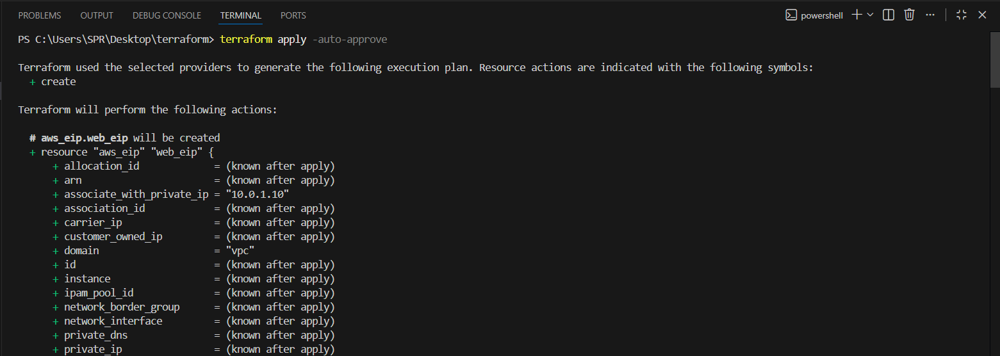 PROBLEMS OUTPUT DEBUG CONSOLE TERMINAL PORTS powershell
PS C:\Users\SPR\Desktop\terraform> terraform apply -auto-approve
Terraform used the selected providers to generate the following execution plan. Resource actions are indicated with the following symbols:
+ create
Terraform will perform the following actions:
# aws_eip.web_eip will be created
+ resource "aws_eip" "web_eip" {
+ allocation_id = (known after apply)
+ arn = (known after apply)
+ associate_with_private_ip = "10.0.1.10"
+ association_id = (known after apply)
+ carrier_ip = (known after apply)
+ customer_owned_ip = (known after apply)
+ domain = "vpc"
+ id = (known after apply)
+ instance = (known after apply)
+ ipam_pool_id = (known after apply)
+ network_border_group = (known after apply)
+ network_interface = (known after apply)
+ private_dns = (known after apply)
+ private_ip = (known after apply)